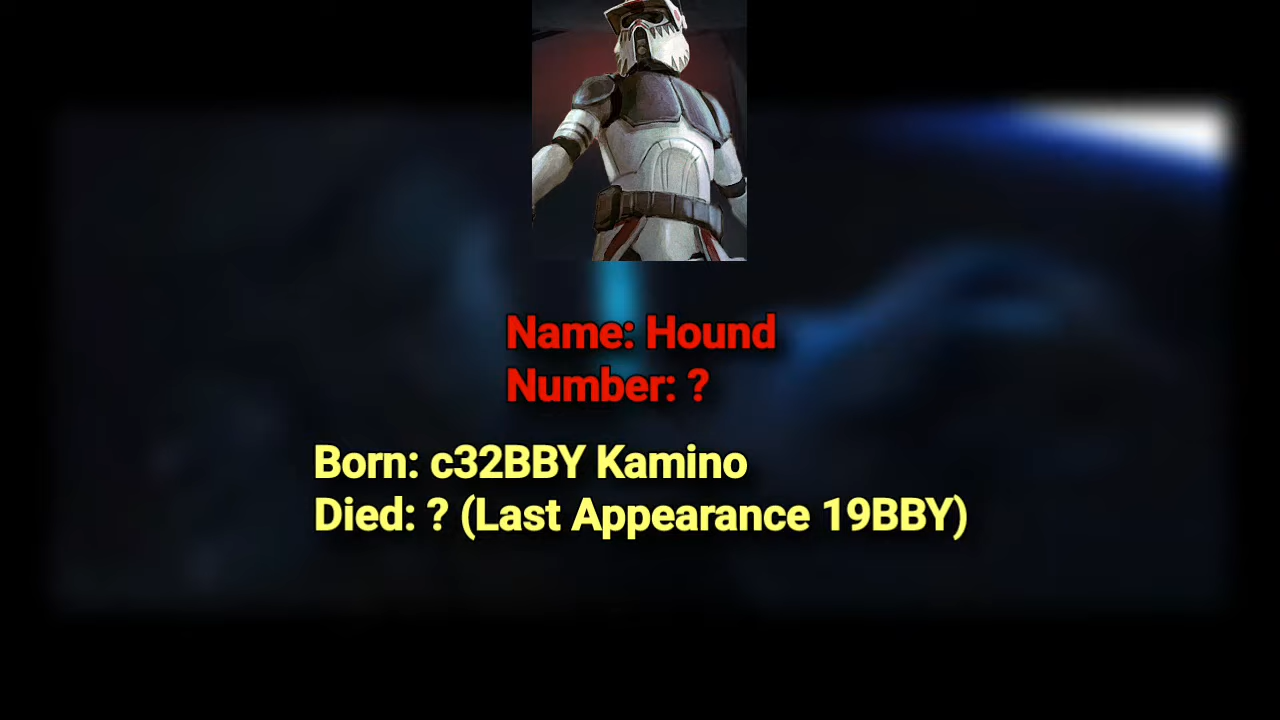 Name: Hound
Number: ?
Born: c32BBY Kamino
Died: ? (Last Appearance 19BBY)